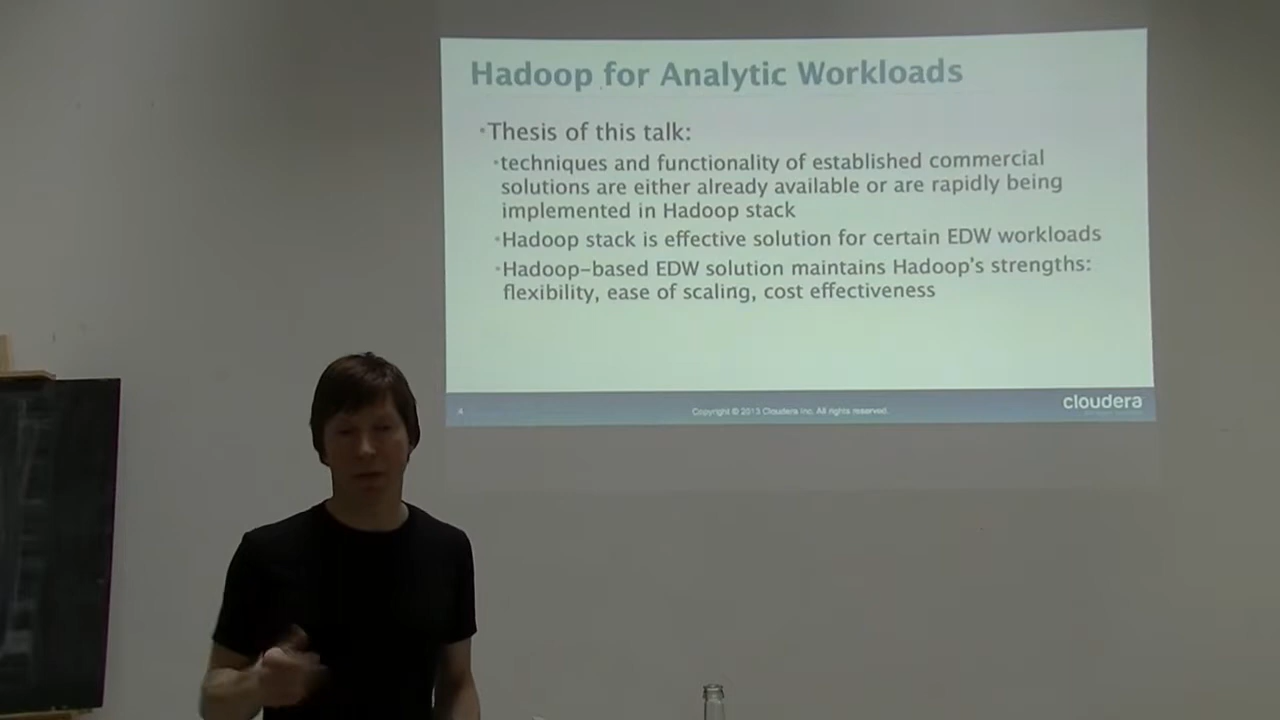 Hadoop for Analytic Workloads
•Thesis of this talk:
•techniques and functionality of established commercial
solutions are either already available or are rapidly being
implemented in Hadoop stack
•Hadoop stack is effective solution for certain EDW workloads
•Hadoop-based EDW solution maintains Hadoop's strengths:
flexibility, ease of scaling, cost effectiveness
4
Copyright © 2013 Cloudera Inc. All rights reserved.
cloudera